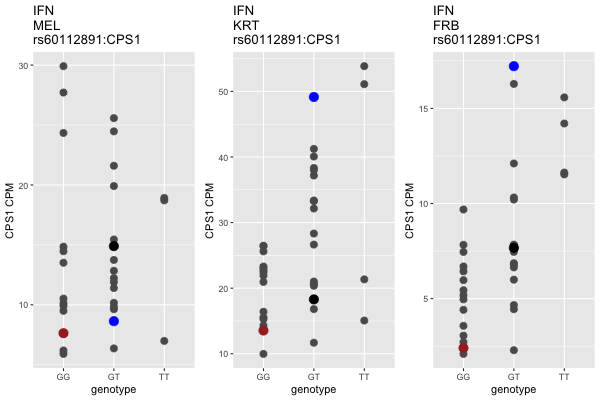 IFN
MEL
rs60112891:CPS1
30
20
10
CPS1 CPM
GG GT TT
genotype
IFN
KRT
rs60112891:CPS1
50
40
30
20
10
CPS1 CPM
GG GT TT
genotype
IFN
FRB
rs60112891:CPS1
15
10
5
CPS1 CPM
GG GT TT
genotype